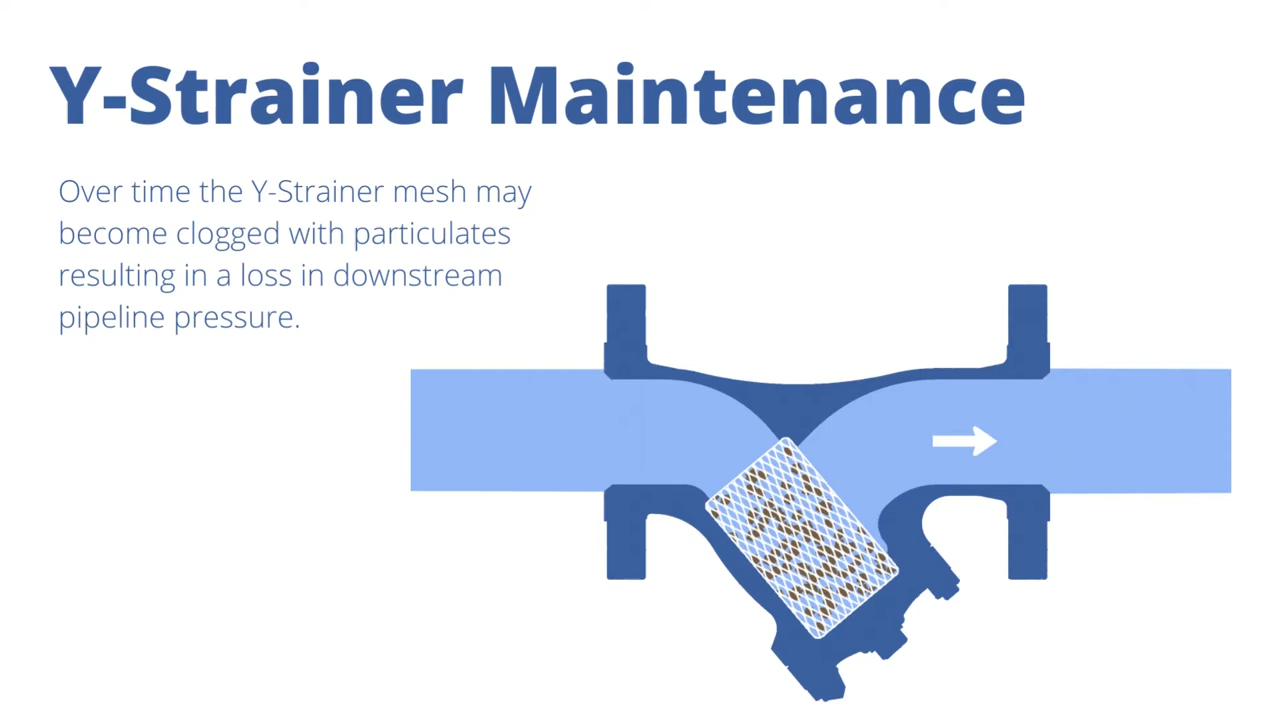 Y-Strainer Maintenance
Over time the Y-Strainer mesh may
become clogged with particulates
resulting in a loss in downstream
pipeline pressure.